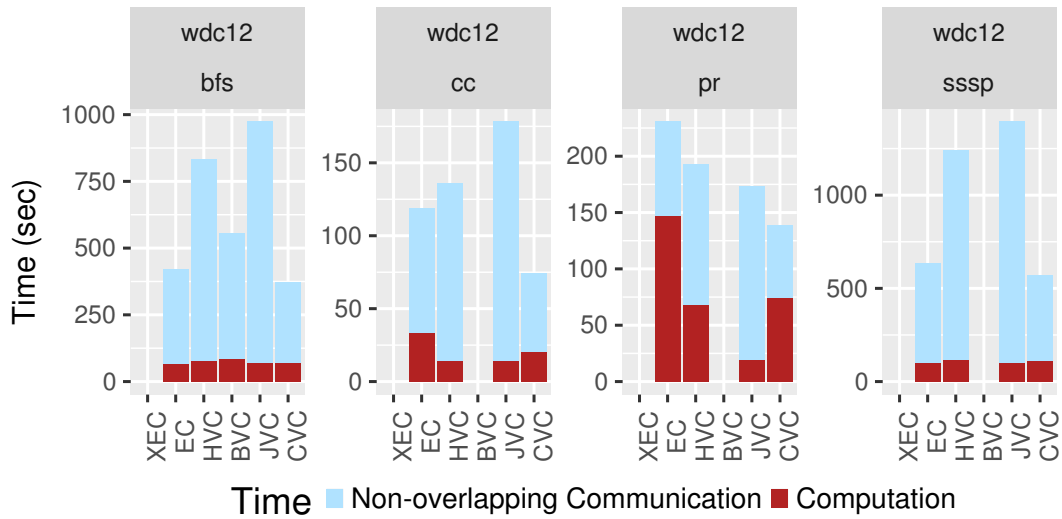 wdc12 wdc12 wdc12 wdc12
bfs cc pr sssp
Time (sec)
1000
750
500
250
0
XEC EC HVC BVC JVC CVC
150
100
50
0
XEC EC HVC BVC JVC CVC
200
150
100
50
0
XEC EC HVC BVC JVC CVC
1000
500
0
XEC EC HVC BVC JVC CVC
Time Non-overlapping Communication Computation